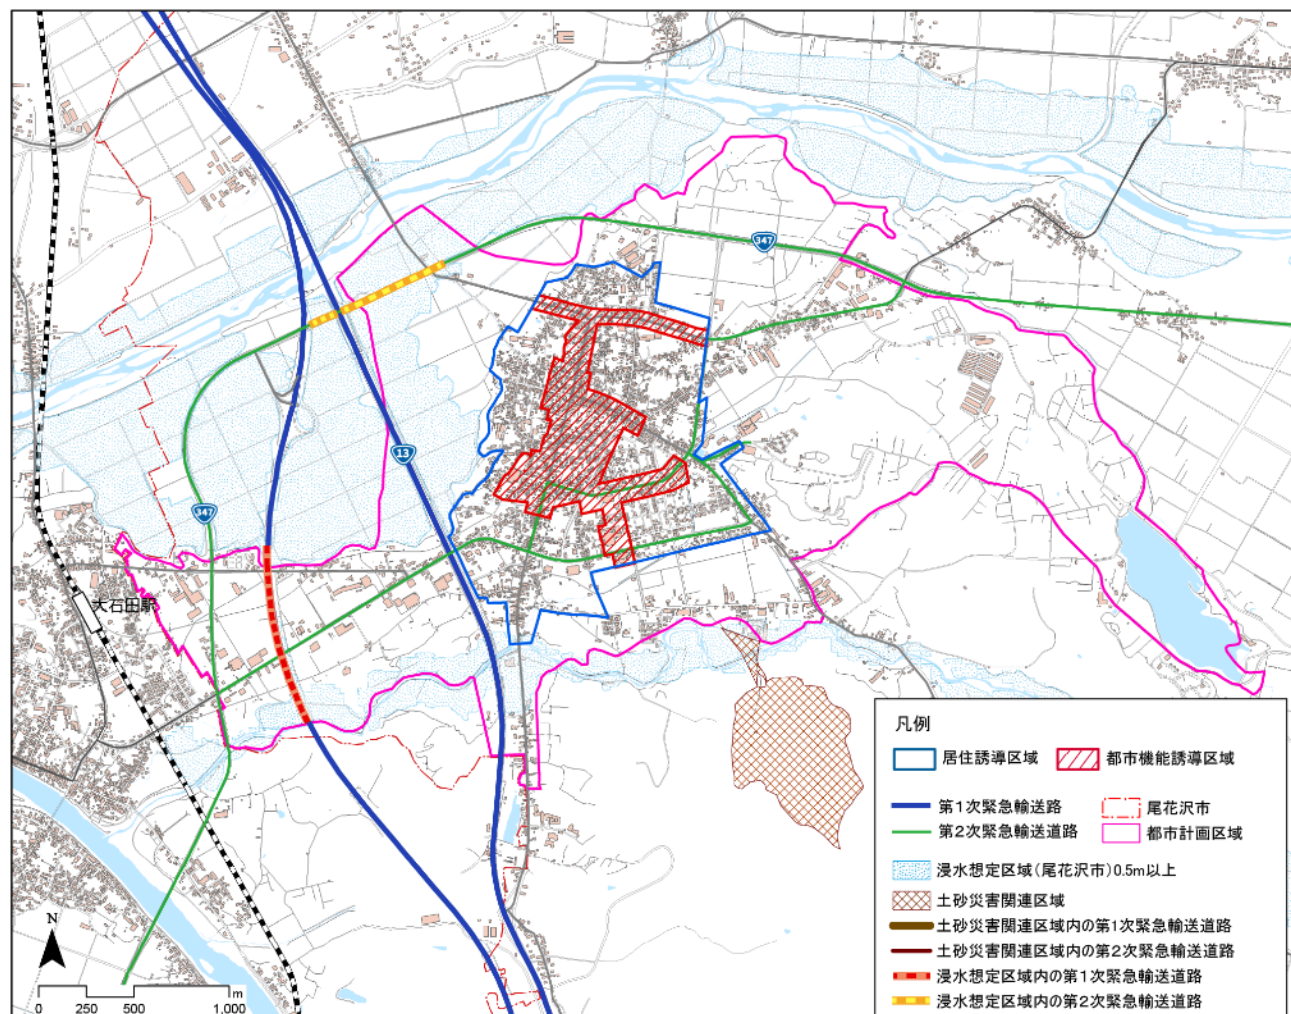 347
13
347
大石田駅
N
m
0 250 500 1,000
凡例
居住誘導区域 都市機能誘導区域
第1次緊急輸送路 尾花沢市
第2次緊急輸送道路 都市計画区域
浸水想定区域(尾花沢市)0.5m以上
土砂災害関連区域
土砂災害関連区域内の第1次緊急輸送道路
土砂災害関連区域内の第2次緊急輸送道路
浸水想定区域内の第1次緊急輸送道路
浸水想定区域内の第2次緊急輸送道路